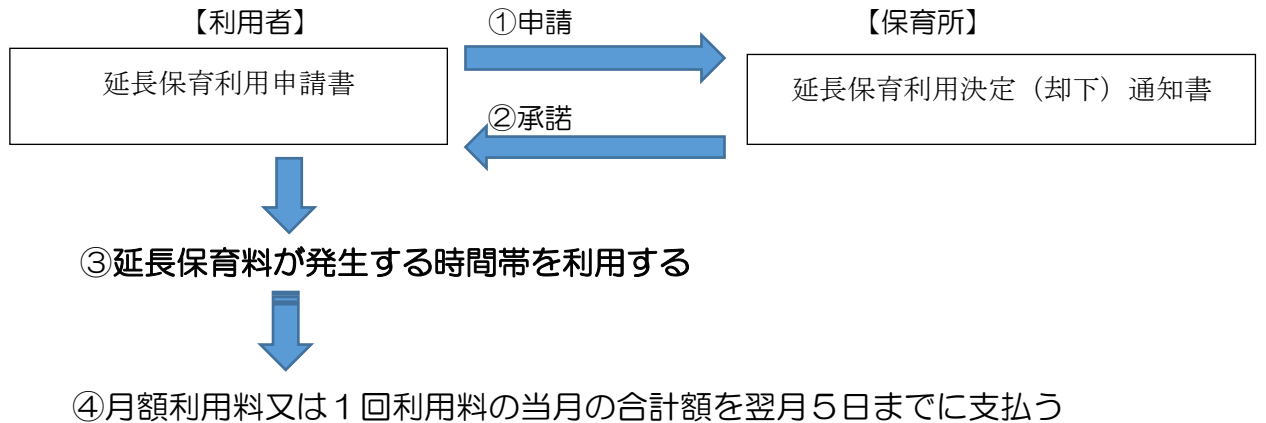 【利用者】
①申請
【保育所】
延長保育利用申請書
延長保育利用決定（却下）通知書
②承諾
③延長保育料が発生する時間帯を利用する
④月額利用料又は１回利用料の当月の合計額を翌月５日までに支払う